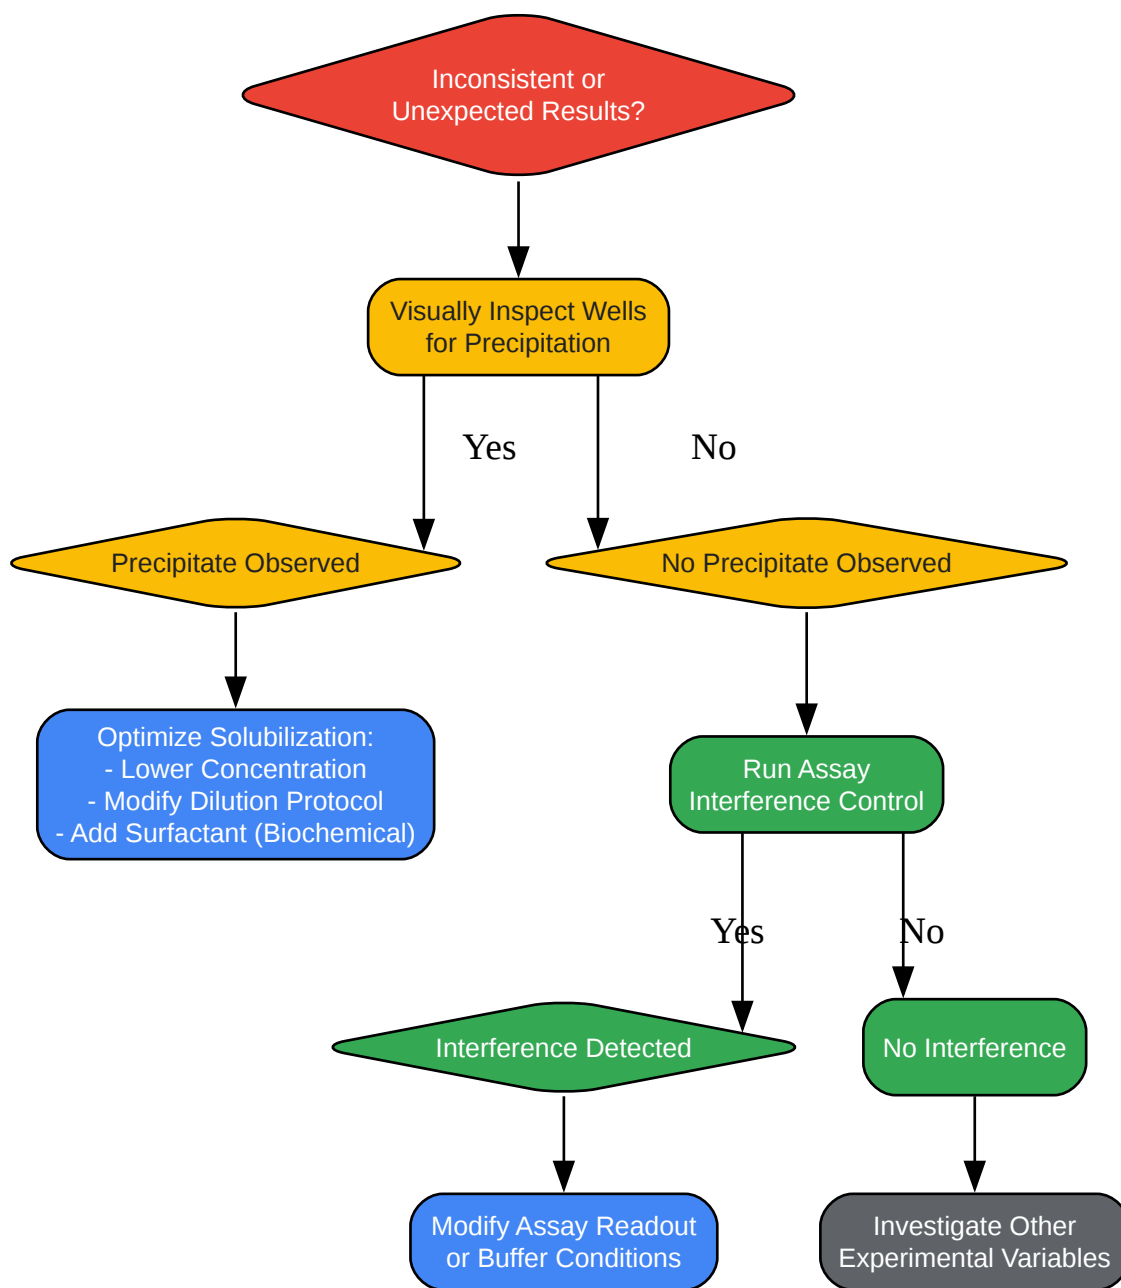 Inconsistent or
Unexpected Results?
Visually Inspect Wells
for Precipitation
Yes
No
Precipitate Observed
No Precipitate Observed
Optimize Solubilization:
- Lower Concentration
- Modify Dilution Protocol
- Add Surfactant (Biochemical)
Run Assay
Interference Control
Yes
No
Interference Detected
No Interference
Modify Assay Readout
or Buffer Conditions
Investigate Other
Experimental Variables